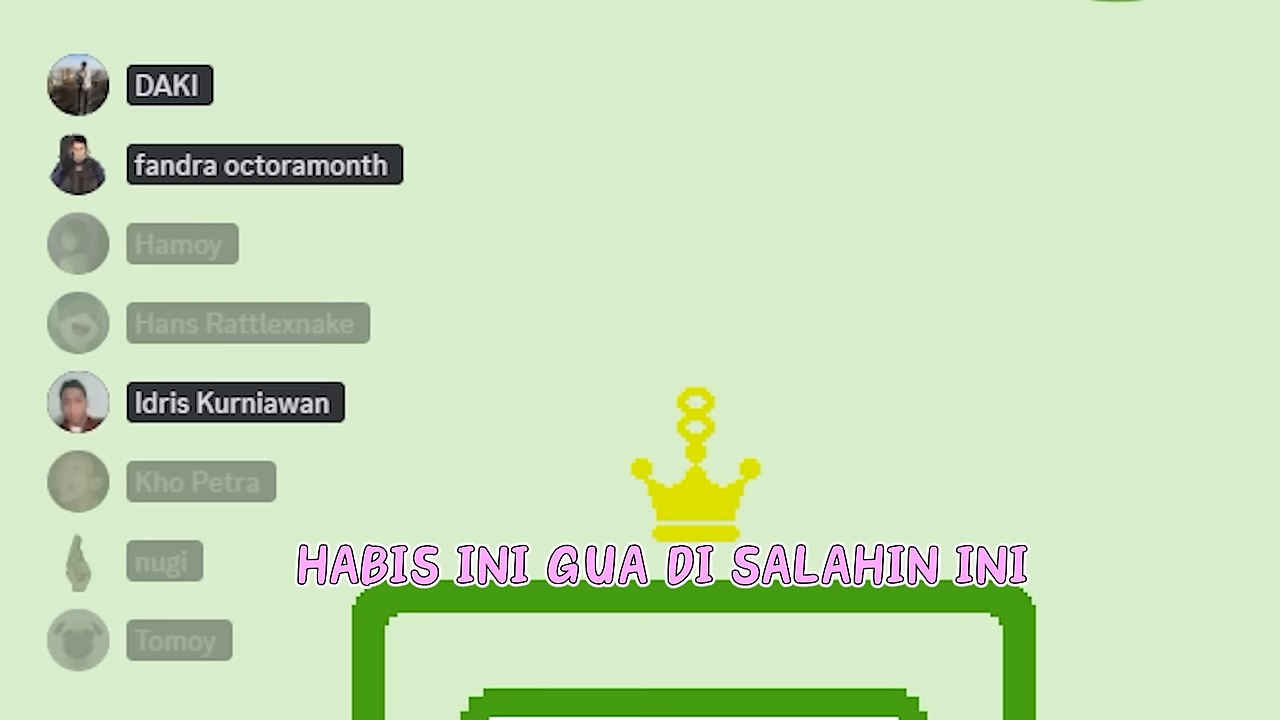 DAKI
fandra octoramonth
Hamoy
Hans Rattlexnake
Idris Kurniawan
Kho Petra
nugi
Tomoy
HABIS INI GUA DI SALAHIN INI